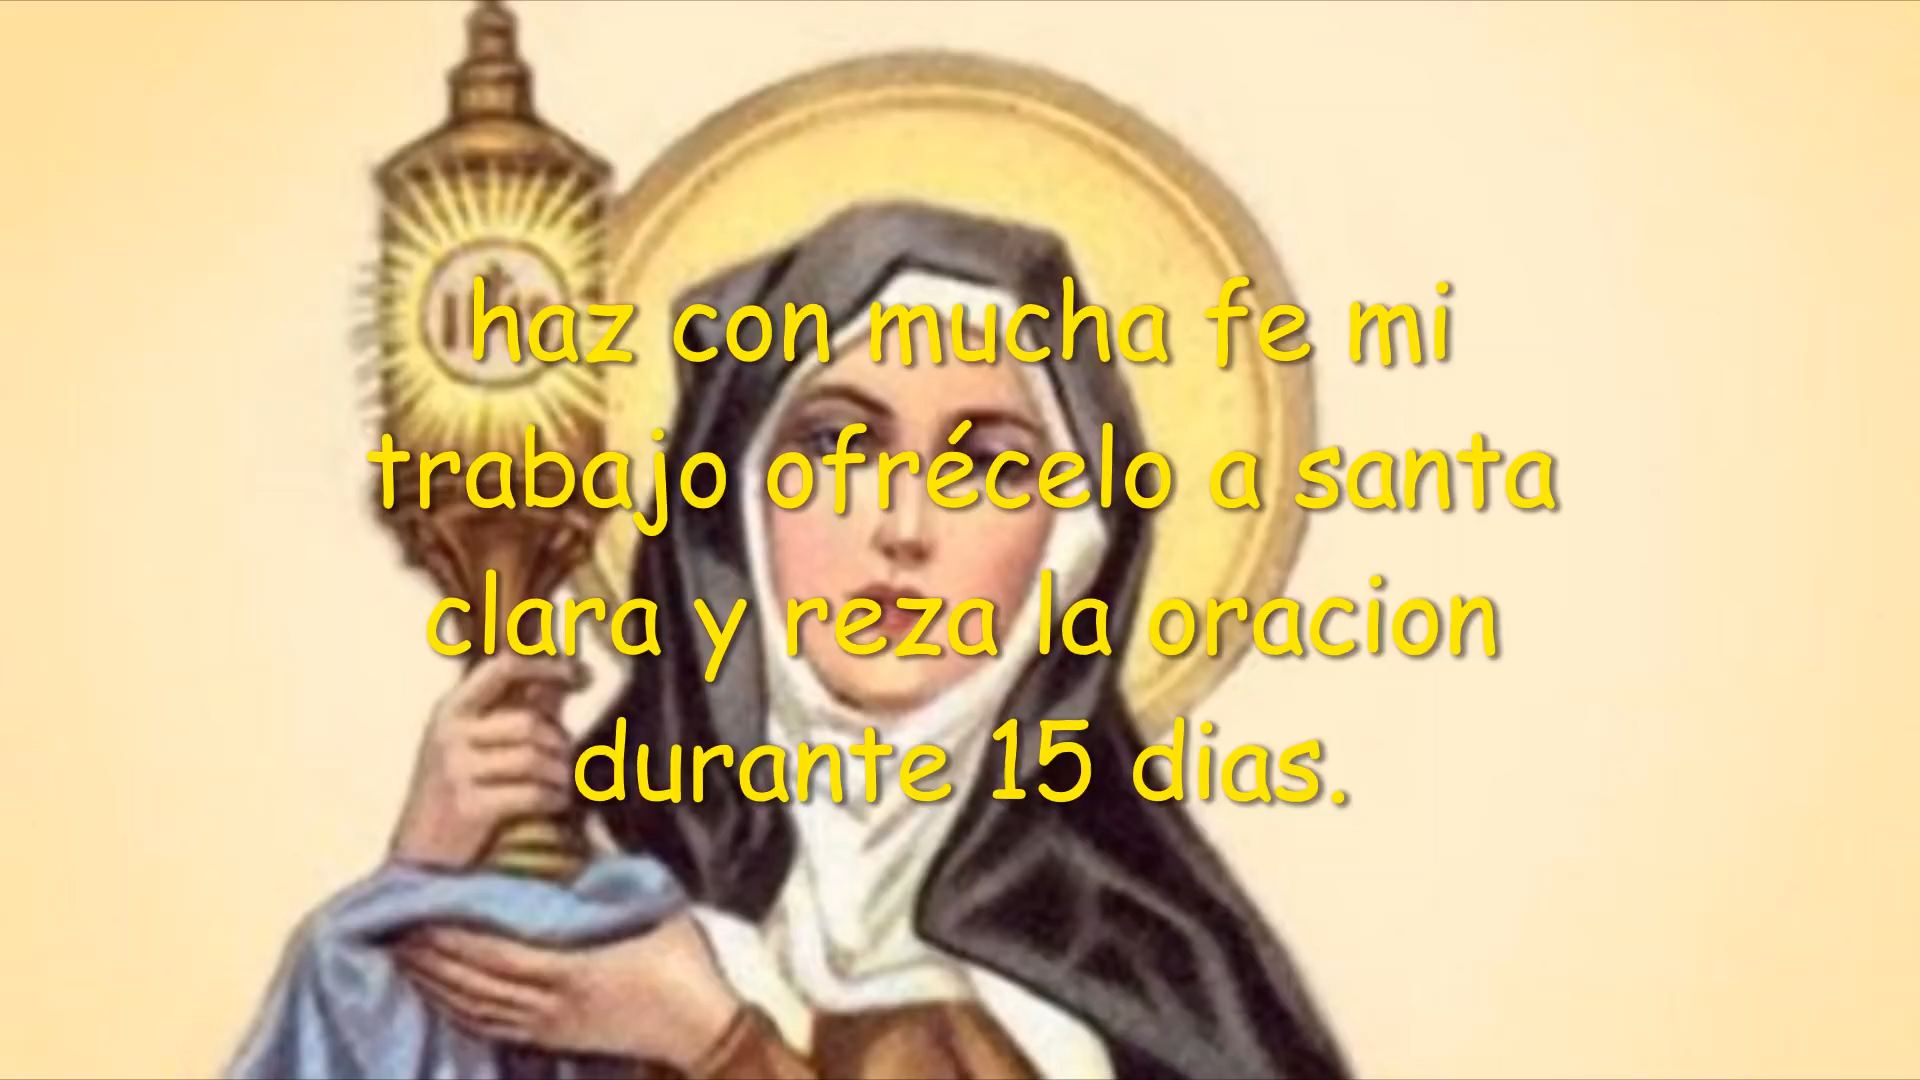 haz con mucha fe mi
trabajo ofrécelo a santa
clara y reza la oracion
durante 15 dias.